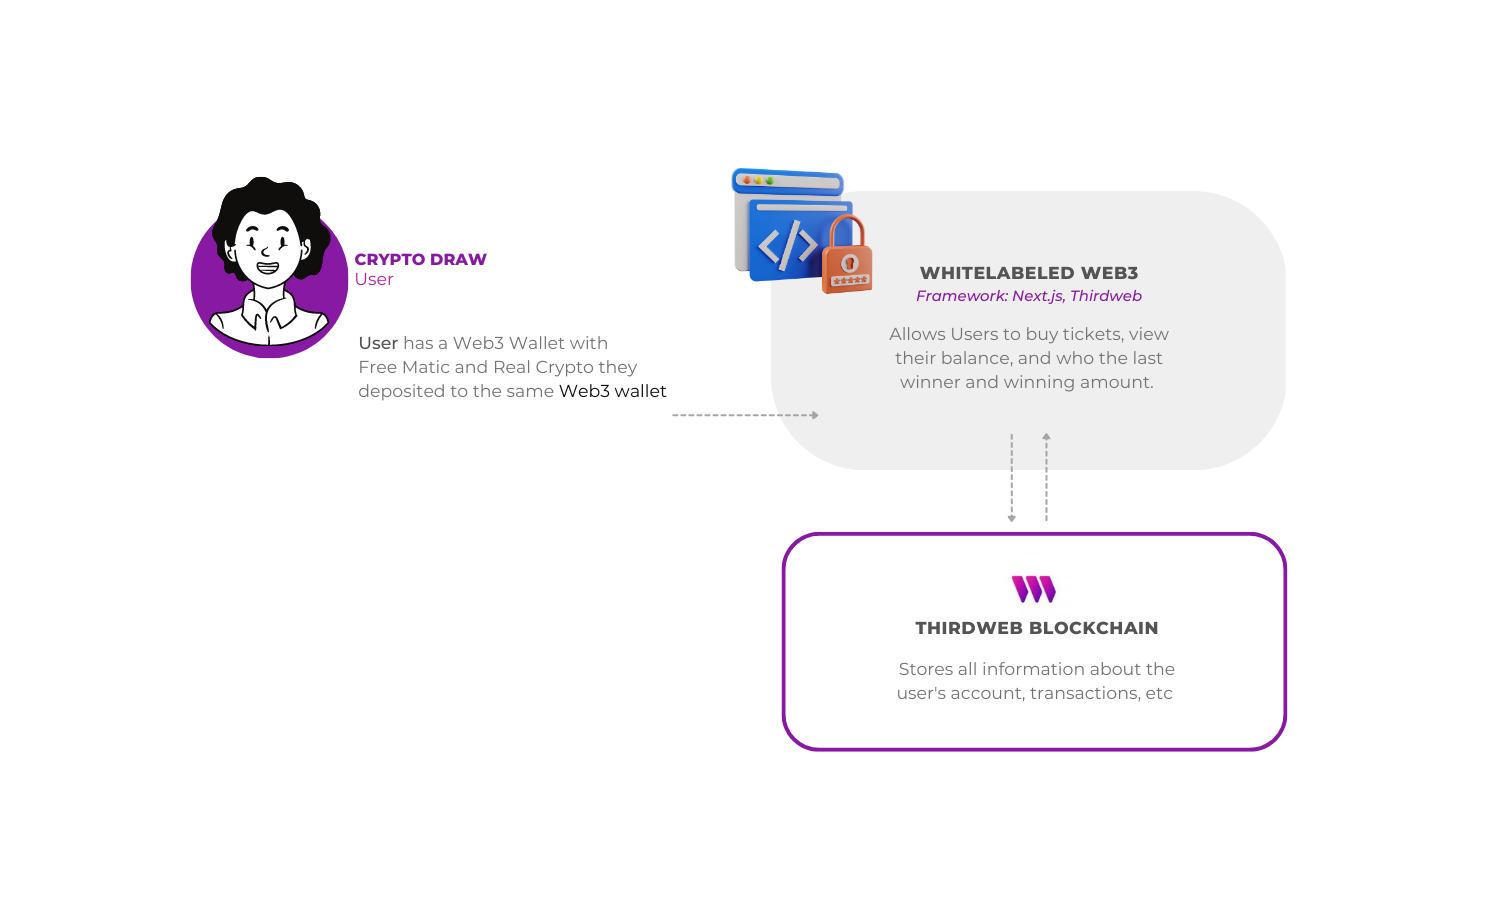 CRYPTO DRAW
User
User has a Web3 Wallet with
Free Matic and Real Crypto they
deposited to the same Web3 wallet
WHITELABELED WEB3
Framework: Next.js, Thirdweb
Allows Users to buy tickets, view
their balance, and who the last
winner and winning amount.
THIRDWEB BLOCKCHAIN
Stores all information about the
user's account, transactions, etc